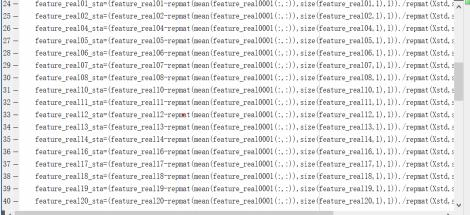 24 — feature_real01_sta=(feature_real01-repmat(mean(feature_real0001(:,:)),size(feature_real01,1),1))./repmat(Xstd,s
25 — feature_real02_sta=(feature_real02-repmat(mean(feature_real0001(:,:)),size(feature_real02,1),1))./repmat(Xstd,s
26 — feature_real04_sta=(feature_real04-repmat(mean(feature_real0001(:,:)),size(feature_real04,1),1))./repmat(Xstd,s
27 — feature_real05_sta=(feature_real05-repmat(mean(feature_real0001(:,:)),size(feature_real05,1),1))./repmat(Xstd,s
28 — feature_real06_sta=(feature_real06-repmat(mean(feature_real0001(:,:)),size(feature_real06,1),1))./repmat(Xstd,s
29 — feature_real07_sta=(feature_real07-repmat(mean(feature_real0001(:,:)),size(feature_real07,1),1))./repmat(Xstd,s
30 — feature_real08_sta=(feature_real08-repmat(mean(feature_real0001(:,:)),size(feature_real08,1),1))./repmat(Xstd,s
31 — feature_real10_sta=(feature_real10-repmat(mean(feature_real0001(:,:)),size(feature_real10,1),1))./repmat(Xstd,s
32 — feature_real11_sta=(feature_real11-repmat(mean(feature_real0001(:,:)),size(feature_real11,1),1))./repmat(Xstd,s
33 — feature_real12_sta=(feature_real12-repmat(mean(feature_real0001(:,:)),size(feature_real12,1),1))./repmat(Xstd,s
34 — feature_real13_sta=(feature_real13-repmat(mean(feature_real0001(:,:)),size(feature_real13,1),1))./repmat(Xstd,s
35 — feature_real14_sta=(feature_real14-repmat(mean(feature_real0001(:,:)),size(feature_real14,1),1))./repmat(Xstd,s
36 — feature_real16_sta=(feature_real16-repmat(mean(feature_real0001(:,:)),size(feature_real16,1),1))./repmat(Xstd,s
37 — feature_real17_sta=(feature_real17-repmat(mean(feature_real0001(:,:)),size(feature_real17,1),1))./repmat(Xstd,s
38 — feature_real18_sta=(feature_real18-repmat(mean(feature_real0001(:,:)),size(feature_real18,1),1))./repmat(Xstd,s
39 — feature_real19_sta=(feature_real19-repmat(mean(feature_real0001(:,:)),size(feature_real19,1),1))./repmat(Xstd,s
40 — feature_real20_sta=(feature_real20-repmat(mean(feature_real0001(:,:)),size(feature_real20,1),1))./repmat(Xstd,s